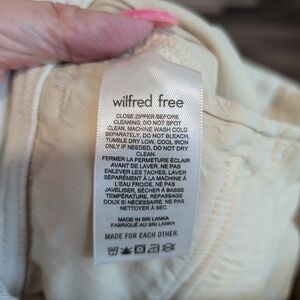 wilfred free
CLOSE ZIPPER BEFORE
CLEANING, DO NOT SPOT
CLEAN, MACHINE WASH COLD
SEPARATELY, DO NOT BLEACH,
TUMBLE DRY LOW, COOL IRON
ONLY IF NEEDED, DO NOT DRY
CLEAN.
FERMER LA FERMETURE ÉCLAIR
AVANT DE LAVER, NE PAS
ENLEVER LES TACHES, LAVER
SÉPARÉMENT À LA MACHINE À
L'EAU FROIDE, NE PAS
JAVELISER, SÉCHER À BASSE
TEMPÉRATURE, REPASSAGE
DOUX SI NÉCESSAIRE, NE PAS
NETTOYER À SEC.
MADE IN SRI LANKA
FABRIQUÉ AU SRI LANKA
MADE FOR EACH OTHER.